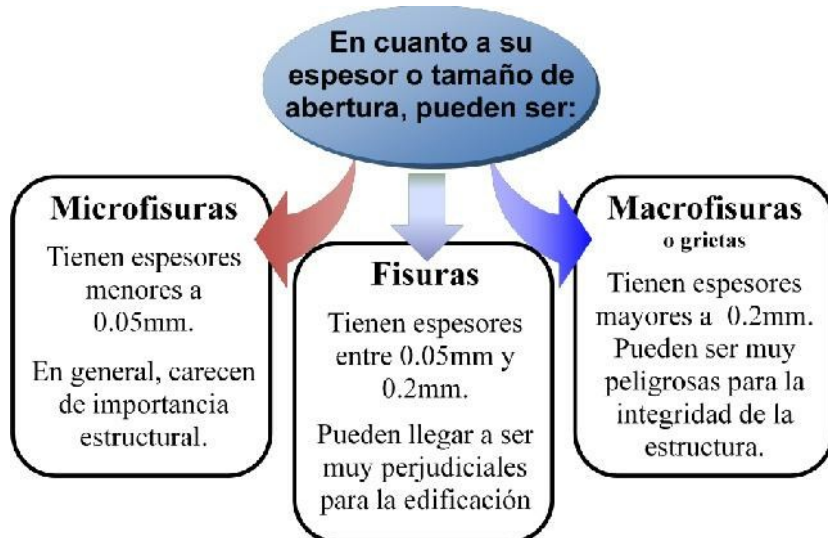 En cuanto a su
espesor o tamaño de
abertura, pueden ser:
Microfisuras
Tienen espesores
menores a
0.05mm.
En general, carecen
de importancia
estructural.
Fisuras
Tienen espesores
entre 0.05mm y
0.2mm.
Pueden llegar a ser
muy perjudiciales
para la edificación
Macrofisuras
o grietas
Tienen espesores
mayores a 0.2mm.
Pueden ser muy
peligrosas para la
integridad de la
estructura.